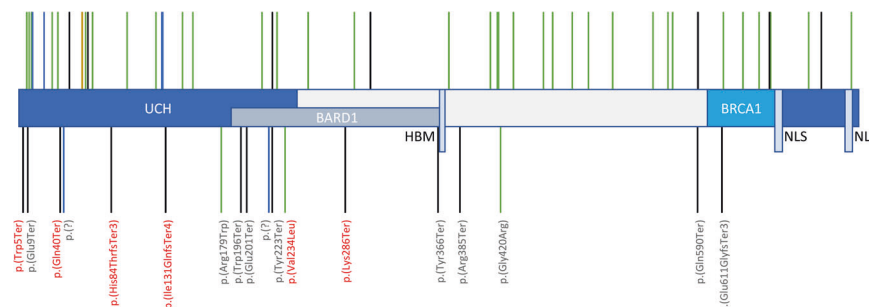 UCH
BARD1
BRCA1
HBM
NLS
NL
p.(Trp5Ter)
p.(Glu9Ter)
p.(Gln40Ter)
p.(?)
p.(His84ThrfsTer3)
p.(Ile131GlnfsTer4)
p.(Arg179Trp)
p.(Trp196Ter)
p.(Glu201Ter)
p.(?)
p.(Tyr223Ter)
p.(Val234Leu)
p.(Lys286Ter)
p.(Tyr366Ter)
p.(Arg385Ter)
p.(Gly420Arg)
p.(Gln590Ter)
p.(Glu611GlyfsTer3)